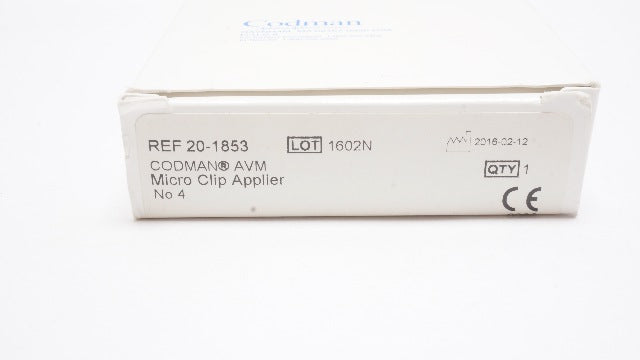 Codman
REF 20-1853
LOT 1602N
2016-02-12
CODMAN® AVM
Micro Clip Applier
No 4
QTY 1
CE